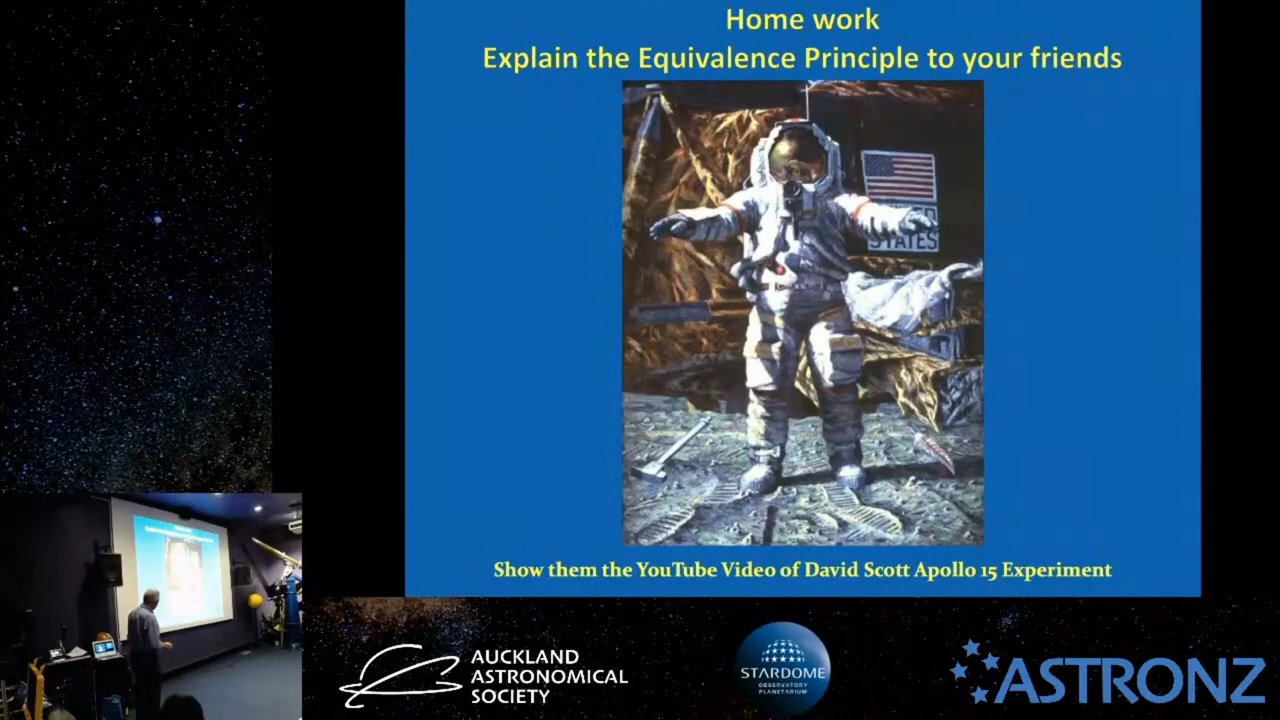 Home work
Explain the Equivalence Principle to your friends
STATES
Show them the YouTube Video of David Scott Apollo 15 Experiment
AUCKLAND
ASTRONOMICAL
SOCIETY
STARDOME
OBSERVATORY
PLANETARIUM
ASTRONZ